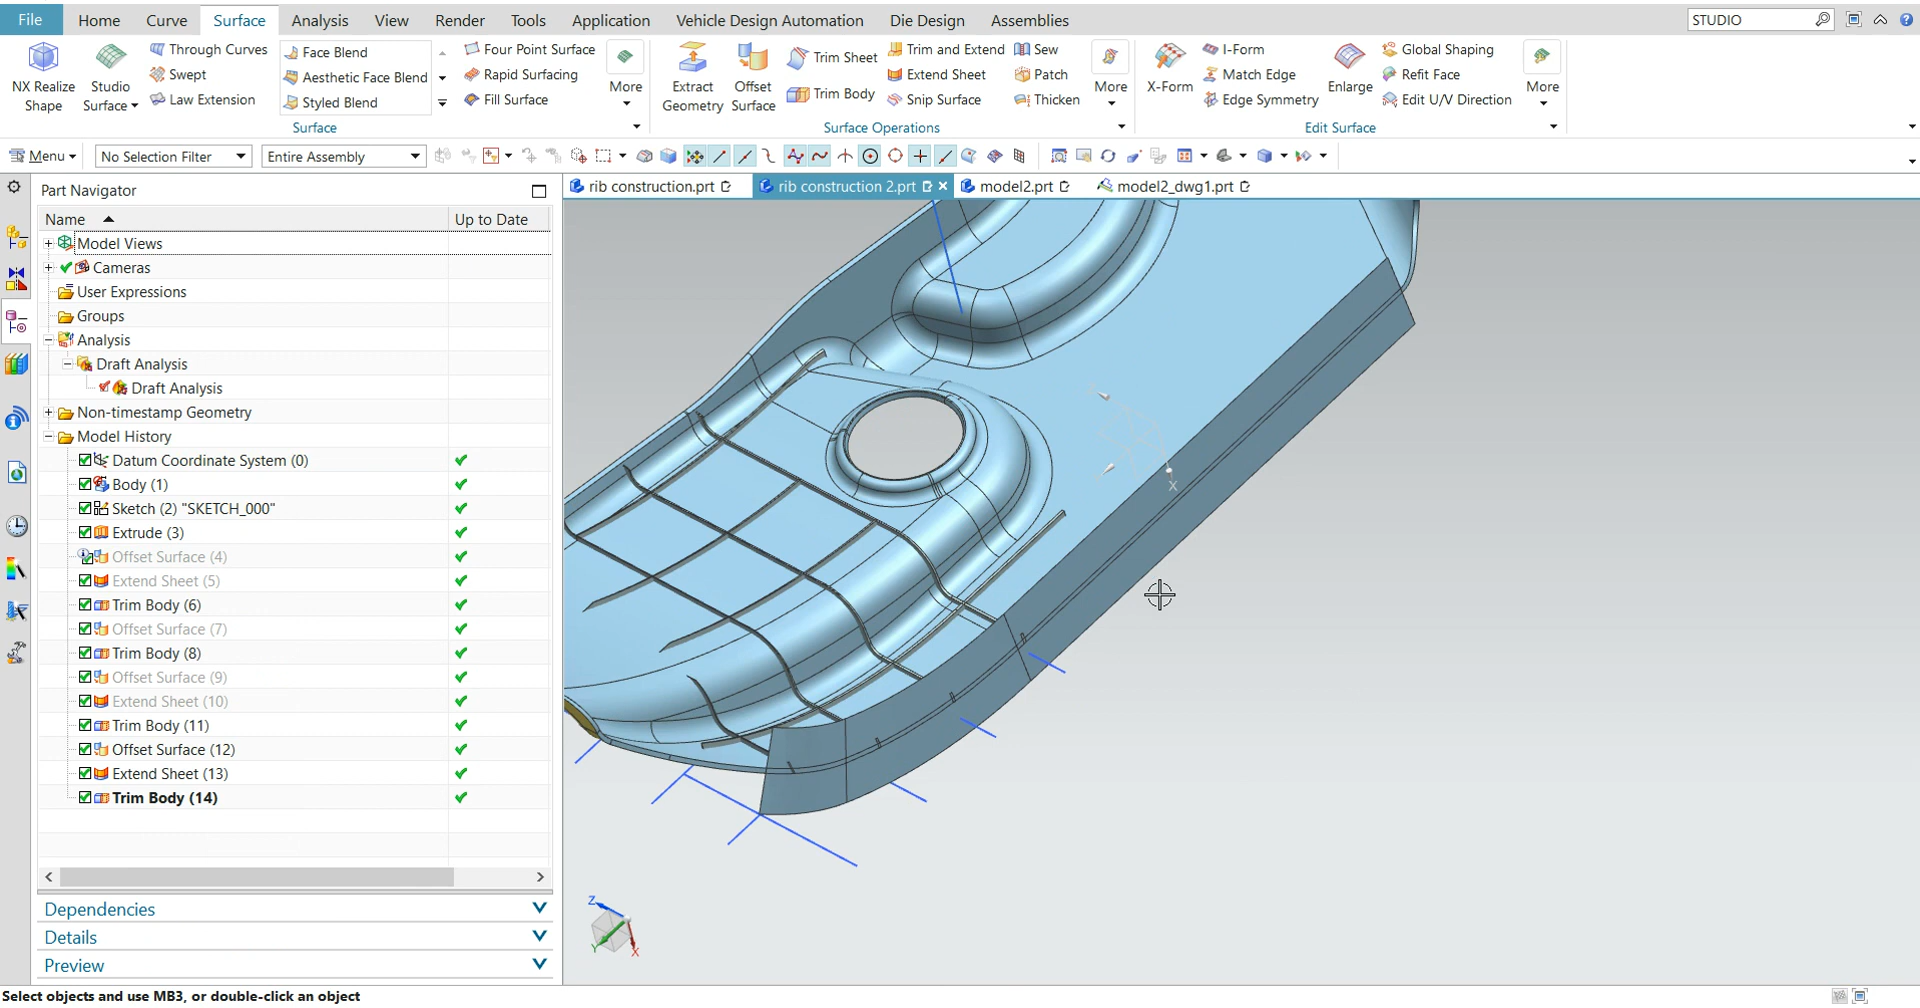 File Home Curve Surface Analysis View Render Tools Application Vehicle Design Automation Die Design Assemblies STUDIO
NX Realize Shape
Studio Surface
Through Curves
Swept
Law Extension
Face Blend
Aesthetic Face Blend
Styled Blend
Four Point Surface
Rapid Surfacing
Fill Surface
More
Surface
Extract Geometry
Offset Surface
Trim Sheet
Trim Body
Trim and Extend
Extend Sheet
Snip Surface
Sew
Patch
Thicken
More
Surface Operations
X-Form
I-Form
Match Edge
Edge Symmetry
Enlarge
Global Shaping
Refit Face
Edit U/V Direction
More
Edit Surface
Menu No Selection Filter Entire Assembly
Part Navigator
rib construction.prt rib construction 2.prt model2.prt model2_dwg1.prt
Name Up to Date
Model Views
Cameras
User Expressions
Groups
Analysis
Draft Analysis
Draft Analysis
Non-timestamp Geometry
Model History
Datum Coordinate System (0)
Body (1)
Sketch (2) "SKETCH_000"
Extrude (3)
Offset Surface (4)
Extend Sheet (5)
Trim Body (6)
Offset Surface (7)
Trim Body (8)
Offset Surface (9)
Extend Sheet (10)
Trim Body (11)
Offset Surface (12)
Extend Sheet (13)
Trim Body (14)
X
Z
Y
X
Dependencies
Details
Preview
Select objects and use MB3, or double-click an object